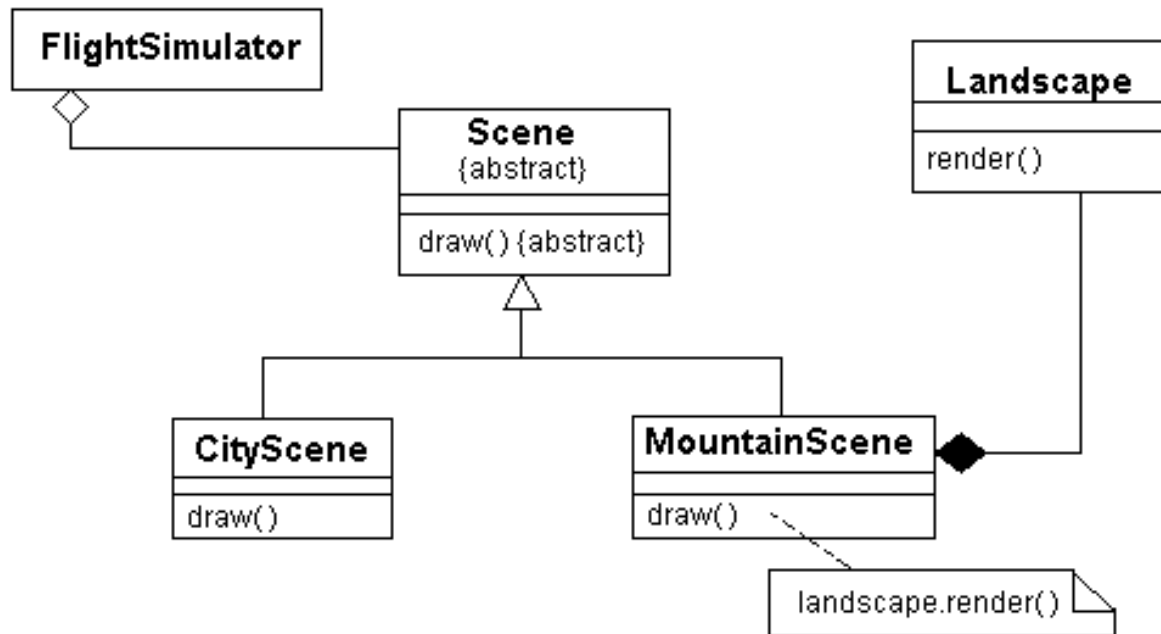 FlightSimulator
Landscape
render()
Scene
{abstract}
draw() {abstract}
CityScene
draw()
MountainScene
draw()
landscape.render()